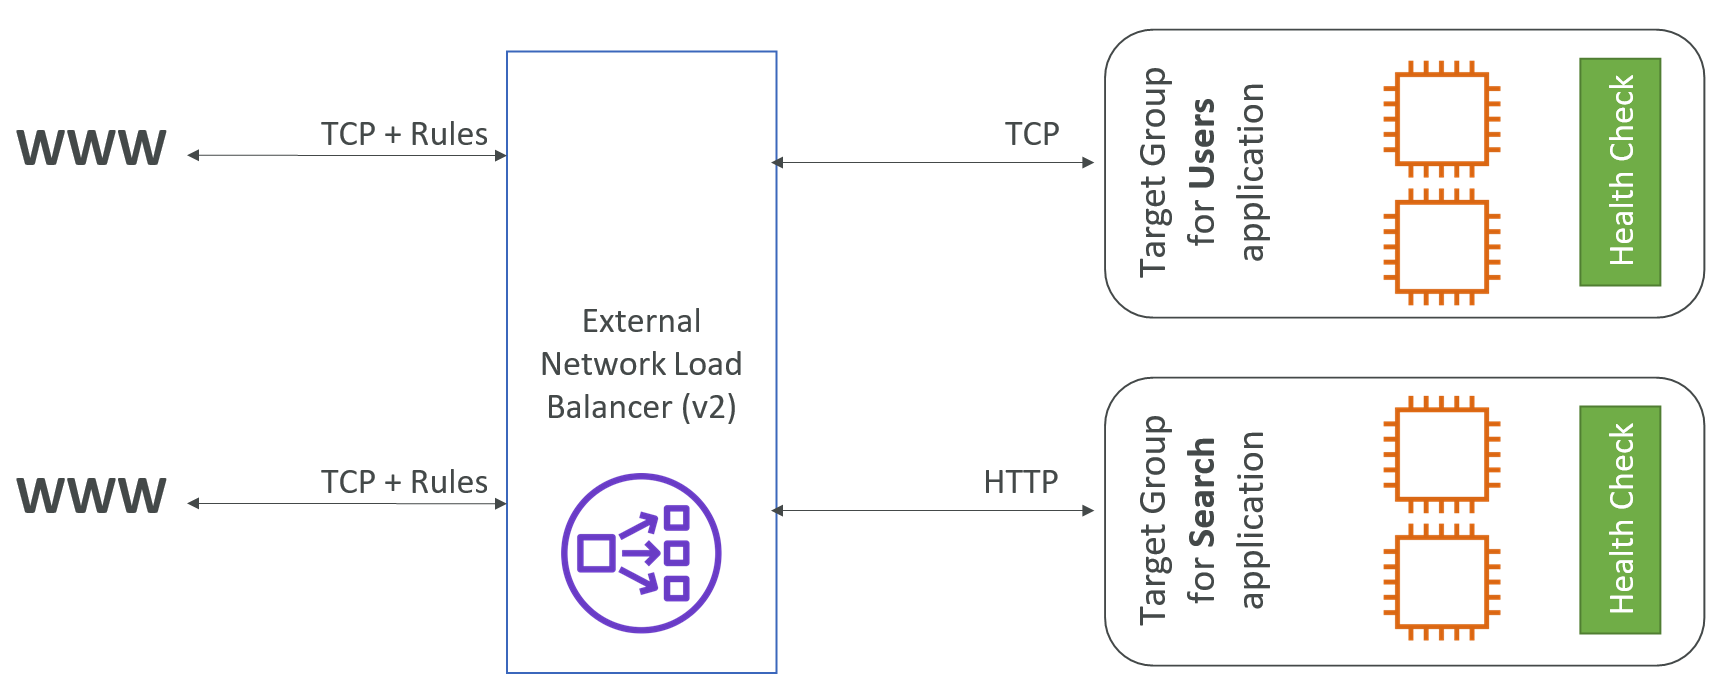 WWW
TCP + Rules
TCP
Target Group
for Users
application
Health Check
External
Network Load
Balancer (v2)
WWW
TCP + Rules
HTTP
Target Group
for Search
application
Health Check